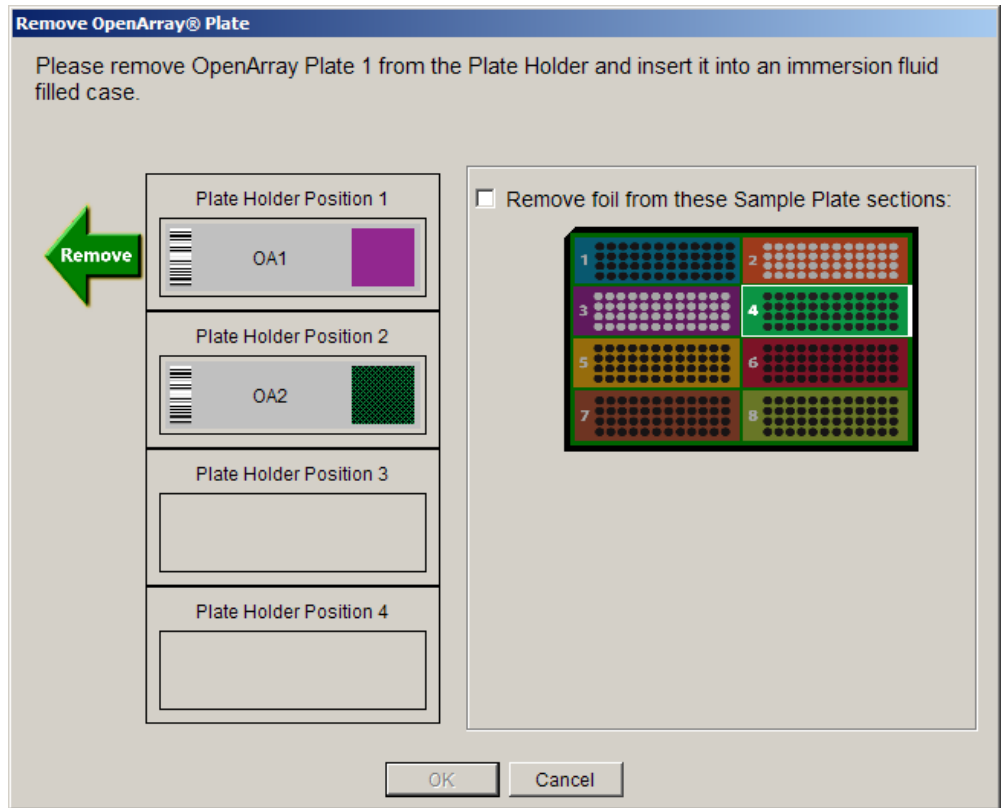 Remove OpenArray® Plate
Please remove OpenArray Plate 1 from the Plate Holder and insert it into an immersion fluid
filled case.
Remove
Plate Holder Position 1
OA1
Plate Holder Position 2
OA2
Plate Holder Position 3
Plate Holder Position 4
Remove foil from these Sample Plate sections:
1 2
3 4
5 6
7 8
OK Cancel